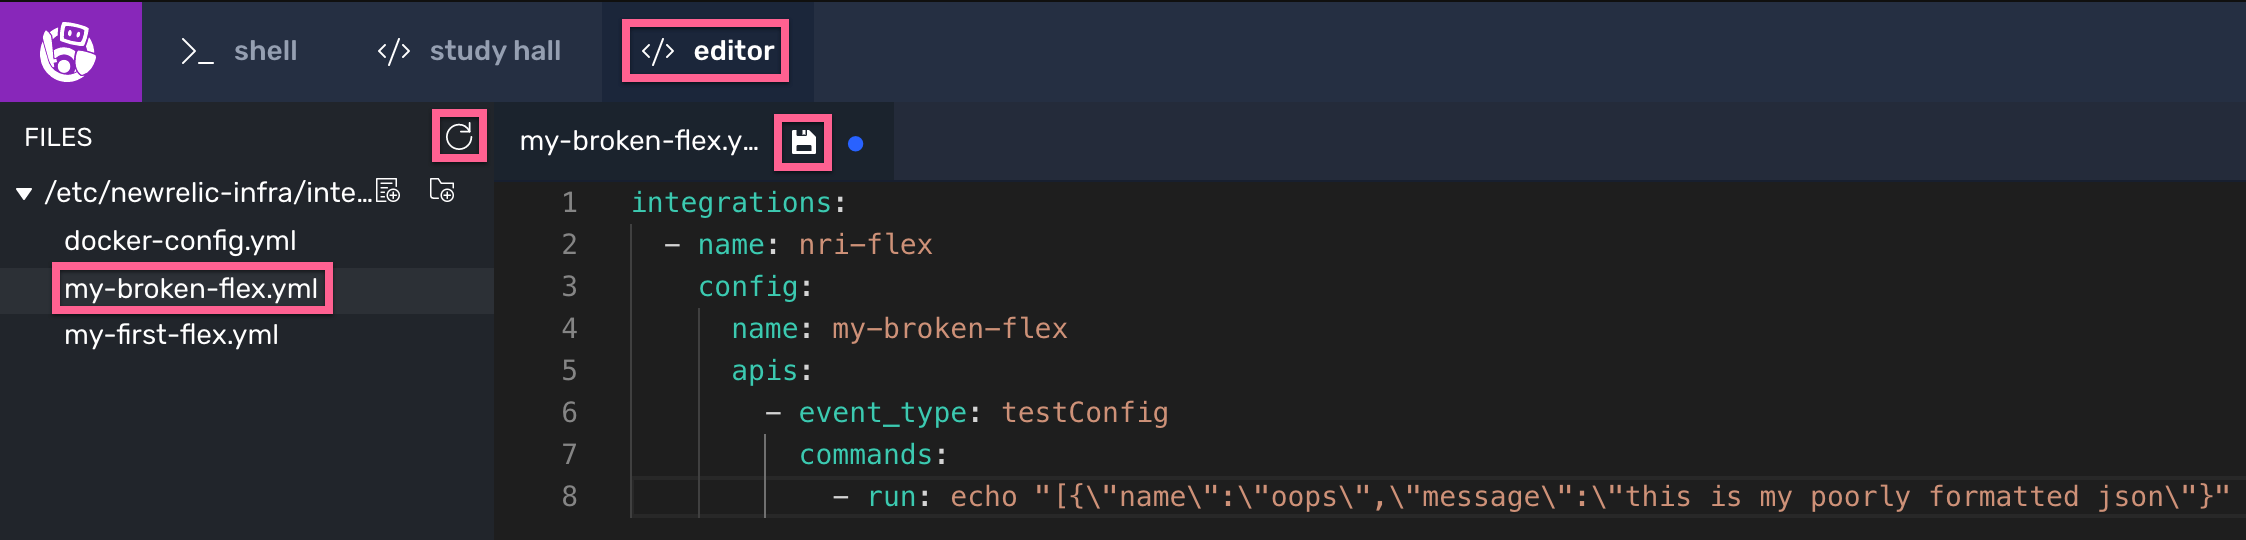 shell study hall editor
FILES
my-broken-flex.y...
/etc/newrelic-infra/inte...
docker-config.yml
my-broken-flex.yml
my-first-flex.yml
1 integrations:
2 - name: nri-flex
3 config:
4 name: my-broken-flex
5 apis:
6 - event_type: testConfig
7 commands:
8 - run: echo "[{\"name\":\"oops\",\"message\":\"this is my poorly formatted json\"}"